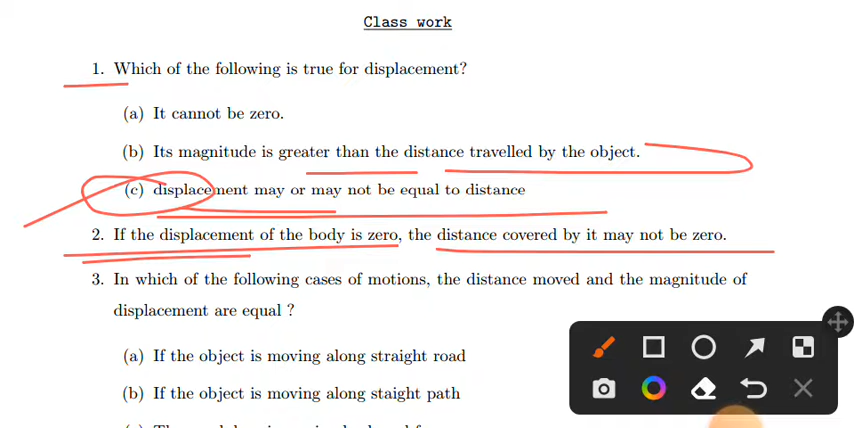 Class work
1. Which of the following is true for displacement?
(a) It cannot be zero.
(b) Its magnitude is greater than the distance travelled by the object.
(c) displacement may or may not be equal to distance
2. If the displacement of the body is zero, the distance covered by it may not be zero.
3. In which of the following cases of motions, the distance moved and the magnitude of
displacement are equal ?
(a) If the object is moving along straight road
(b) If the object is moving along staight path